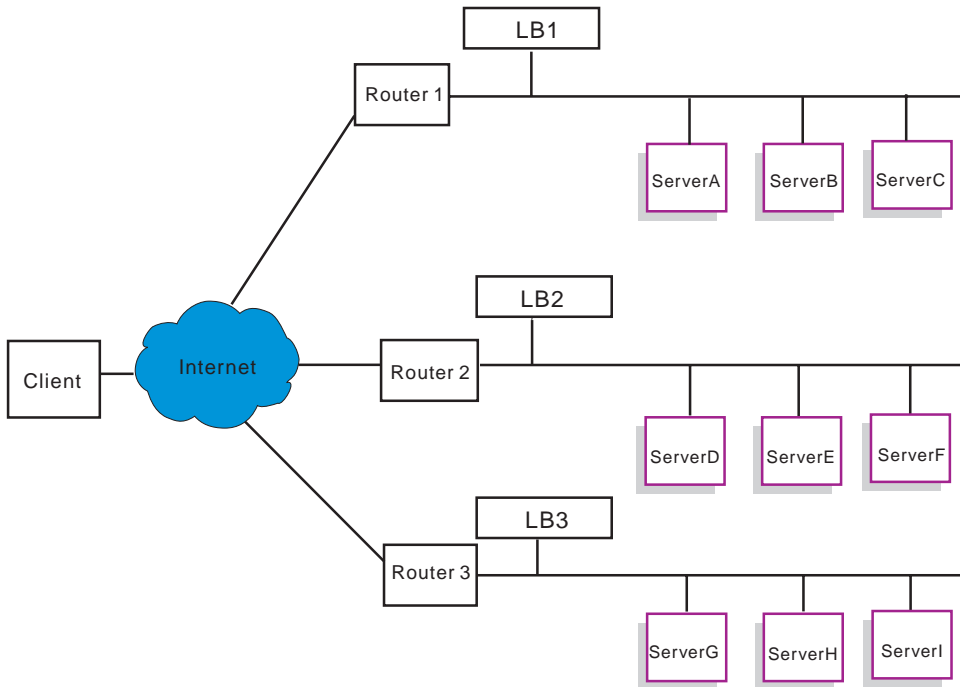 LB1
Router 1
ServerA
ServerB
ServerC
LB2
Internet
Client
Router 2
ServerD
ServerE
ServerF
LB3
Router 3
ServerG
ServerH
ServerI